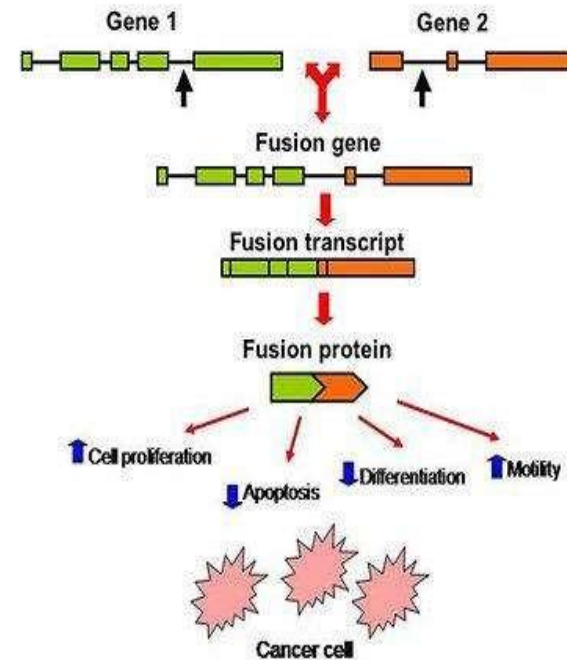 Gene 1
Gene 2
Fusion gene
Fusion transcript
Fusion protein
Cell proliferation
Apoptosis
Differentiation
Motility
Cancer cell